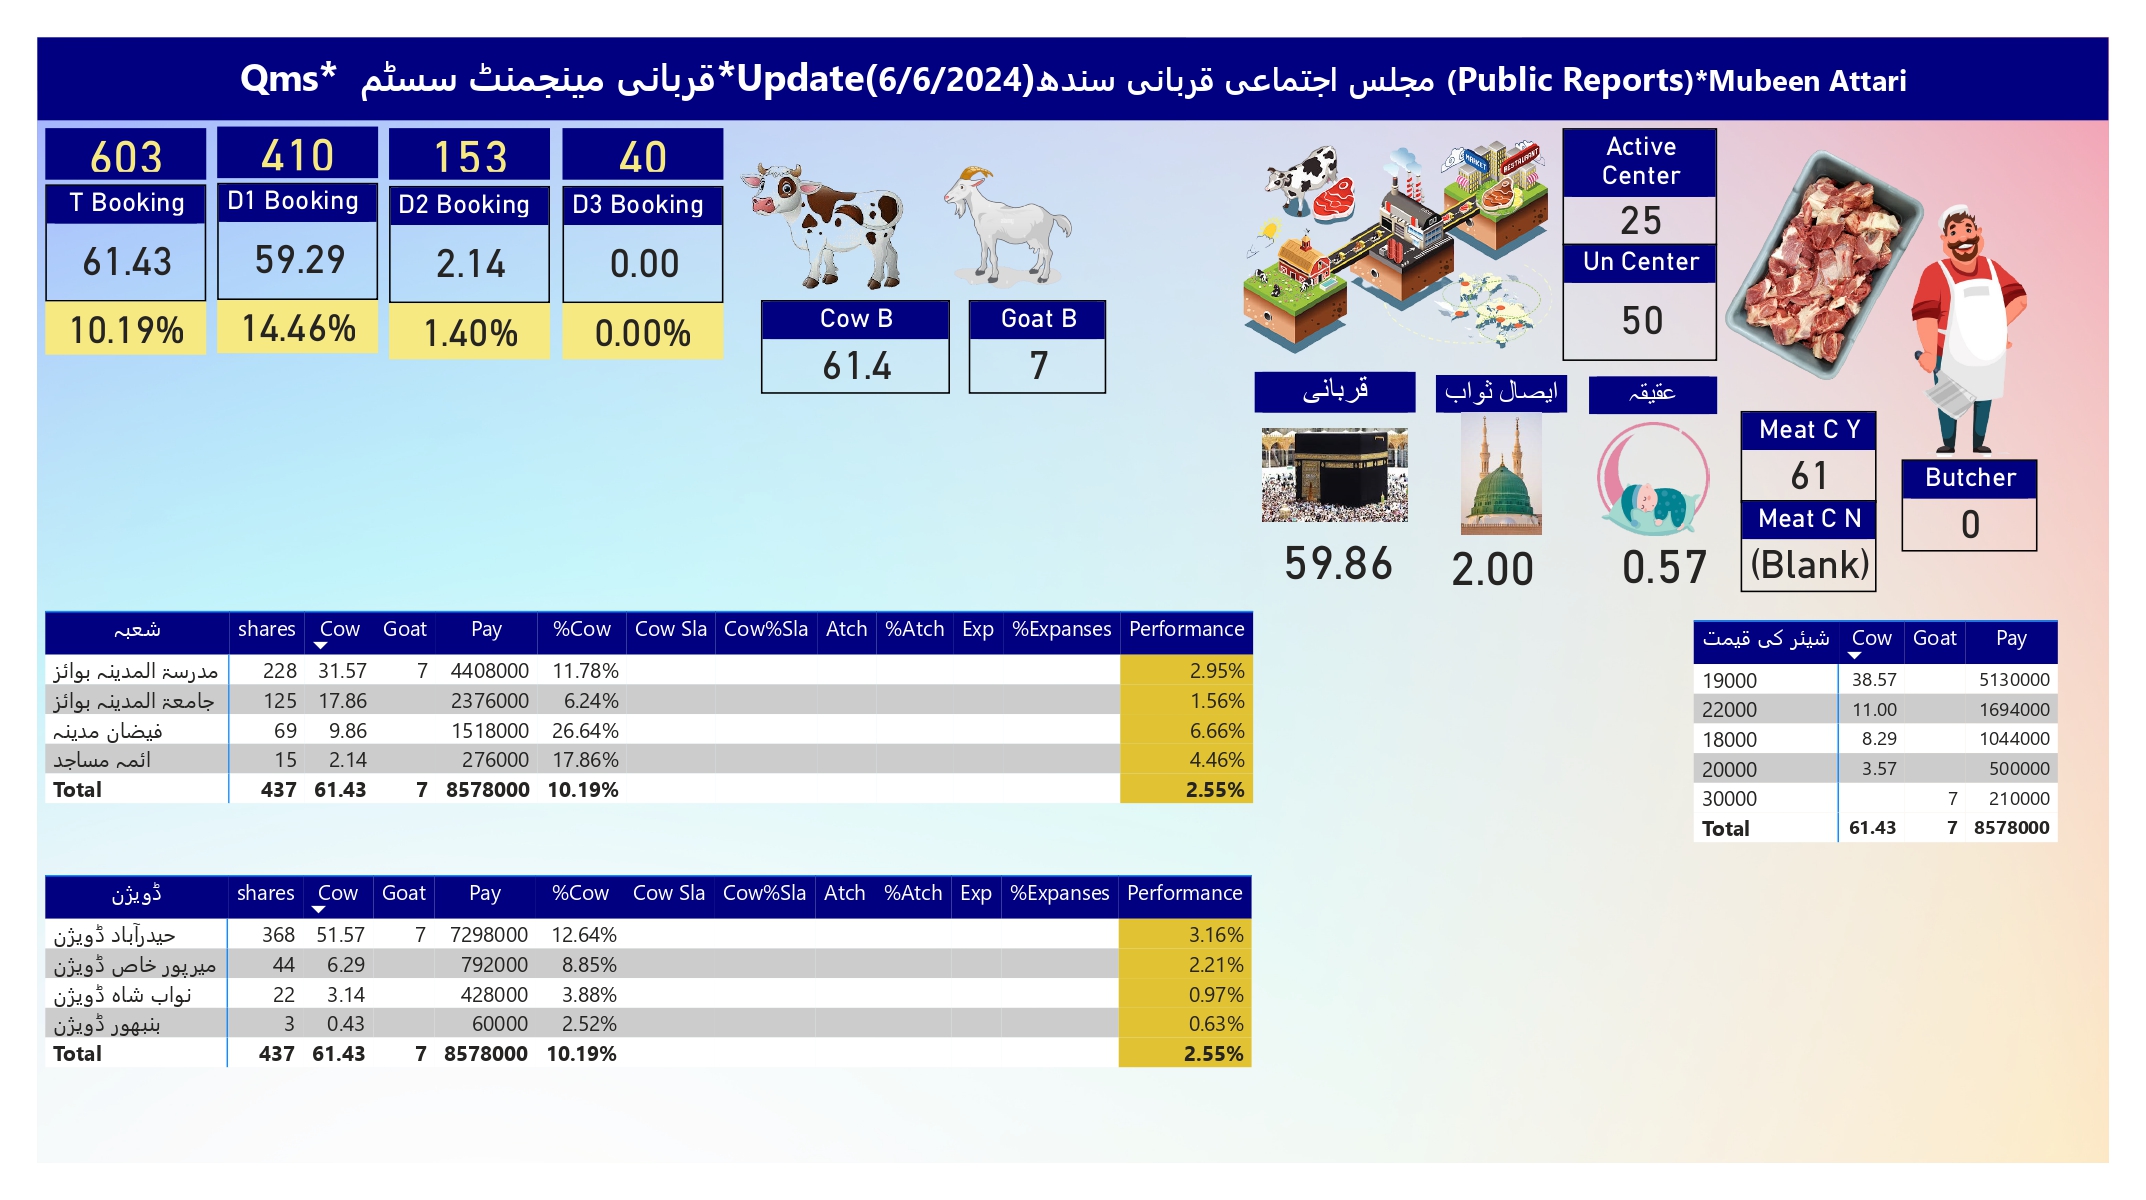 Qms* قربانی مینجمنٹ سسٹم*Update(6/6/2024)مجلس اجتماعی قربانی سندھ (Public Reports)*Mubeen Attari
603
T Booking
61.43
10.19%
410
D1 Booking
59.29
14.46%
153
D2 Booking
2.14
1.40%
40
D3 Booking
0.00
0.00%
Cow B
61.4
Goat B
7
MARKET
RESTAURANT
Active
Center
25
Un Center
50
قربانی
59.86
ایصال ثواب
2.00
عقیقہ
0.57
Meat C Y
61
Meat C N
(Blank)
Butcher
0
شعبہ shares Cow Goat Pay %Cow Cow Sla Cow%Sla Atch %Atch Exp %Expanses Performance
مدرسۃ المدینہ بوائز 228 31.57 7 4408000 11.78% 2.95%
جامعۃ المدینہ بوائز 125 17.86 2376000 6.24% 1.56%
فیضان مدینہ 69 9.86 1518000 26.64% 6.66%
ائمہ مساجد 15 2.14 276000 17.86% 4.46%
Total 437 61.43 7 8578000 10.19% 2.55%
شیئر کی قیمت Cow Goat Pay
19000 38.57 5130000
22000 11.00 1694000
18000 8.29 1044000
20000 3.57 500000
30000 7 210000
Total 61.43 7 8578000
ڈویژن shares Cow Goat Pay %Cow Cow Sla Cow%Sla Atch %Atch Exp %Expanses Performance
حیدرآباد ڈویژن 368 51.57 7 7298000 12.64% 3.16%
میرپور خاص ڈویژن 44 6.29 792000 8.85% 2.21%
نواب شاہ ڈویژن 22 3.14 428000 3.88% 0.97%
بنبھور ڈویژن 3 0.43 60000 2.52% 0.63%
Total 437 61.43 7 8578000 10.19% 2.55%